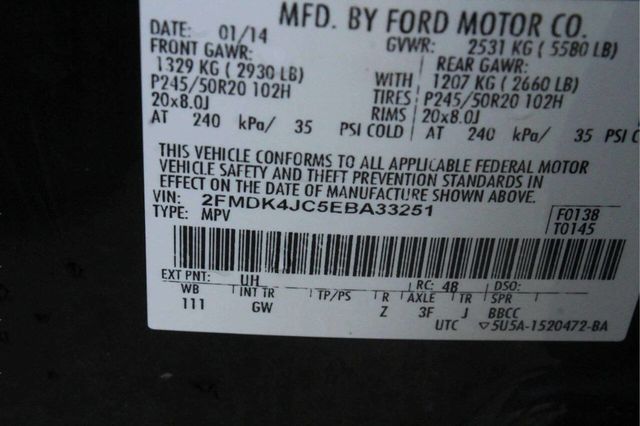 MFD. BY FORD MOTOR CO.
DATE: 01/14 GVWR: 2531 KG ( 5580 LB)
FRONT GAWR: REAR GAWR:
1329 KG ( 2930 LB) WITH 1207 KG ( 2660 LB)
P245/50R20 102H TIRES P245/50R20 102H
20x8.0J RIMS 20x8.0J
AT 240 kPa/ 35 PSI COLD AT 240 kPa/ 35 PSI C
THIS VEHICLE CONFORMS TO ALL APPLICABLE FEDERAL MOTOR
VEHICLE SAFETY AND THEFT PREVENTION STANDARDS IN
EFFECT ON THE DATE OF MANUFACTURE SHOWN ABOVE.
VIN: 2FMDK4JC5EBA33251
TYPE: MPV F0138
T0145
EXT PNT: UH RC: 48 DSO:
WB INT TR TP/PS R AXLE TR SPR
111 GW Z 3F J BBCC
UTC ▽5U5A-1520472-BA